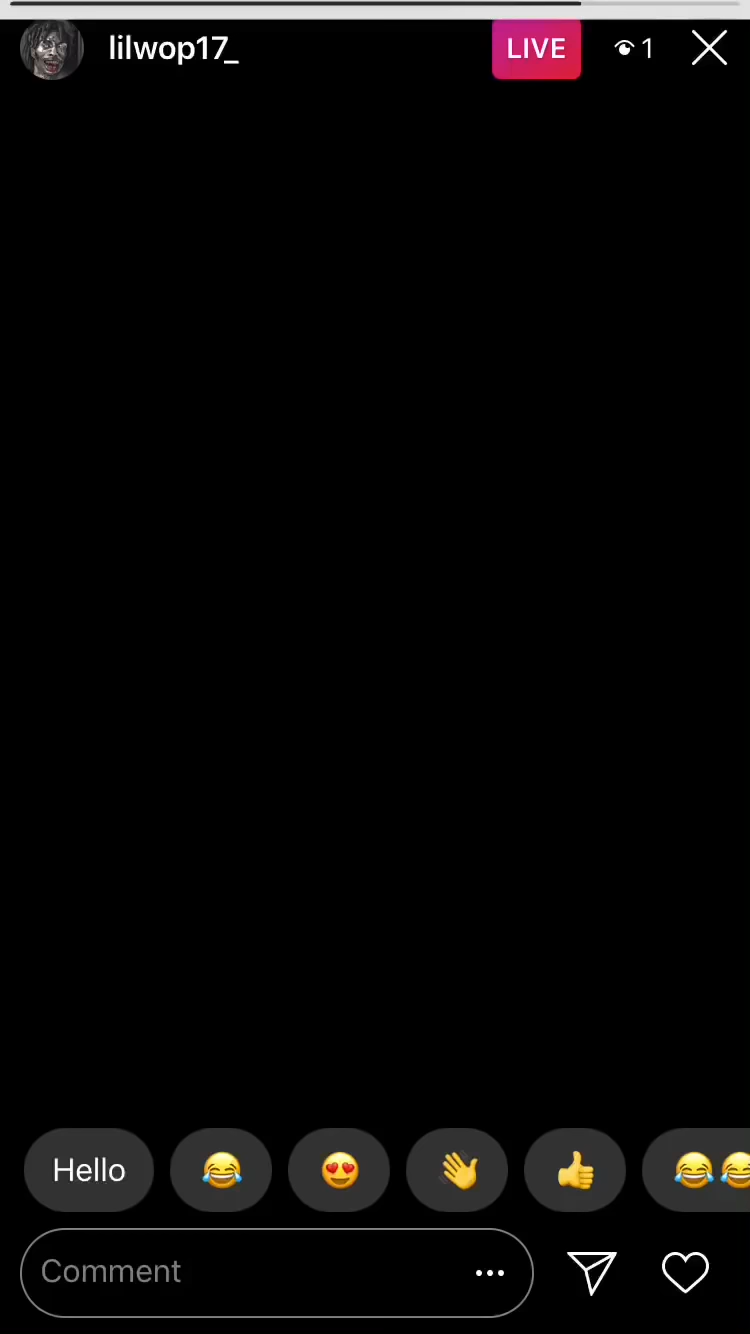 lilwop17_ LIVE 1
Hello 😂 😍 👋 👍 😂😂
Comment ...